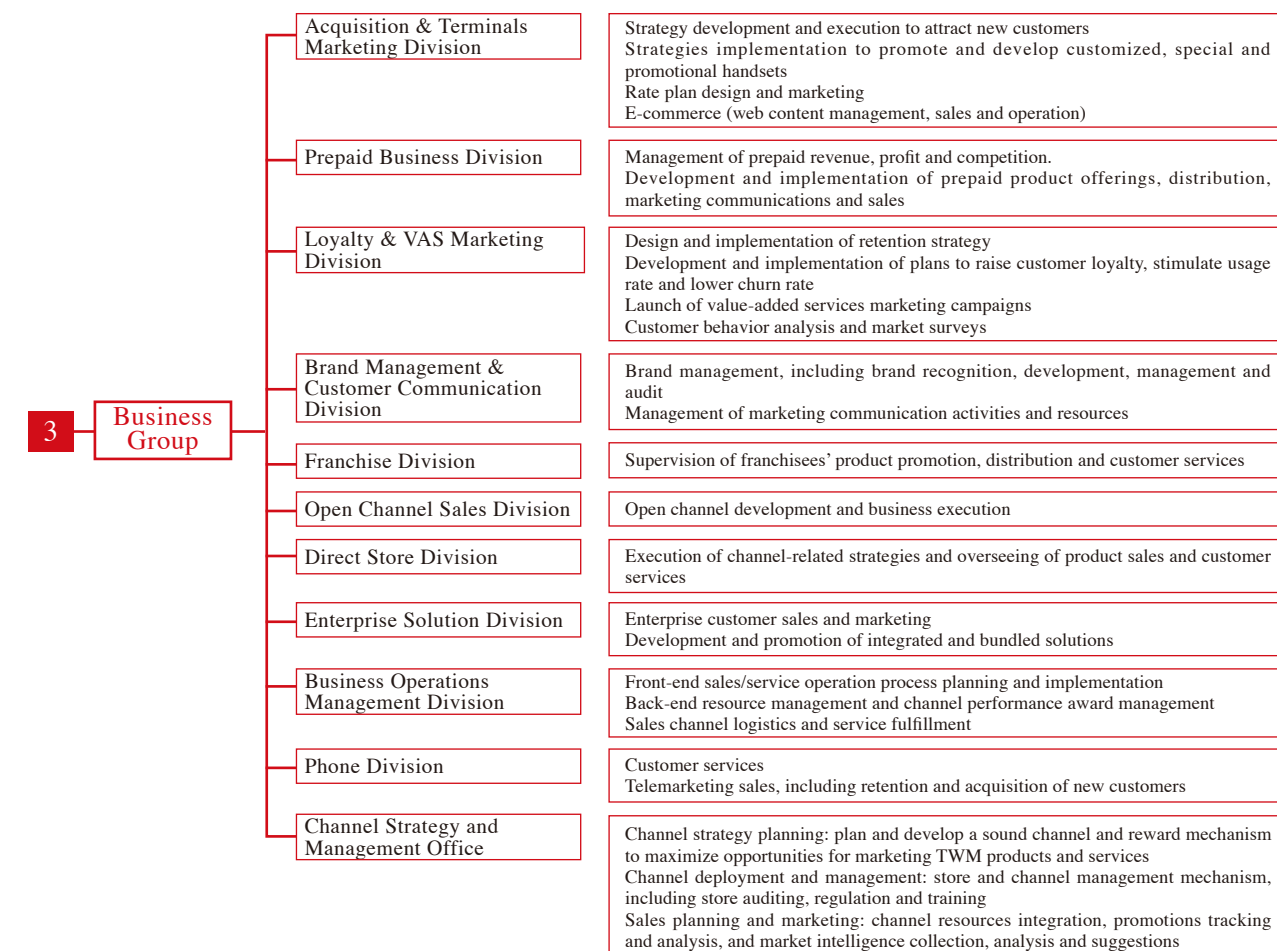 Acquisition & Terminals
Marketing Division
Strategy development and execution to attract new customers
Strategies implementation to promote and develop customized, special and
promotional handsets
Rate plan design and marketing
E-commerce (web content management, sales and operation)
Prepaid Business Division
Management of prepaid revenue, profit and competition.
Development and implementation of prepaid product offerings, distribution,
marketing communications and sales
Loyalty & VAS Marketing
Division
Design and implementation of retention strategy
Development and implementation of plans to raise customer loyalty, stimulate usage
rate and lower churn rate
Launch of value-added services marketing campaigns
Customer behavior analysis and market surveys
Brand Management &
Customer Communication
Division
Brand management, including brand recognition, development, management and
audit
Management of marketing communication activities and resources
3
Business
Group
Franchise Division
Supervision of franchisees' product promotion, distribution and customer services
Open Channel Sales Division
Open channel development and business execution
Direct Store Division
Execution of channel-related strategies and overseeing of product sales and customer
services
Enterprise Solution Division
Enterprise customer sales and marketing
Development and promotion of integrated and bundled solutions
Business Operations
Management Division
Front-end sales/service operation process planning and implementation
Back-end resource management and channel performance award management
Sales channel logistics and service fulfillment
Phone Division
Customer services
Telemarketing sales, including retention and acquisition of new customers
Channel Strategy and
Management Office
Channel strategy planning: plan and develop a sound channel and reward mechanism
to maximize opportunities for marketing TWM products and services
Channel deployment and management: store and channel management mechanism,
including store auditing, regulation and training
Sales planning and marketing: channel resources integration, promotions tracking
and analysis, and market intelligence collection, analysis and suggestions